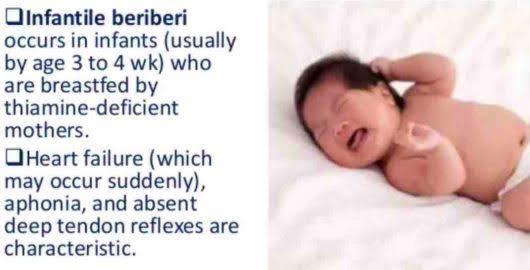 ❑Infantile beriberi
occurs in infants (usually
by age 3 to 4 wk) who
are breastfed by
thiamine-deficient
mothers.
❑Heart failure (which
may occur suddenly),
aphonia, and absent
deep tendon reflexes are
characteristic.